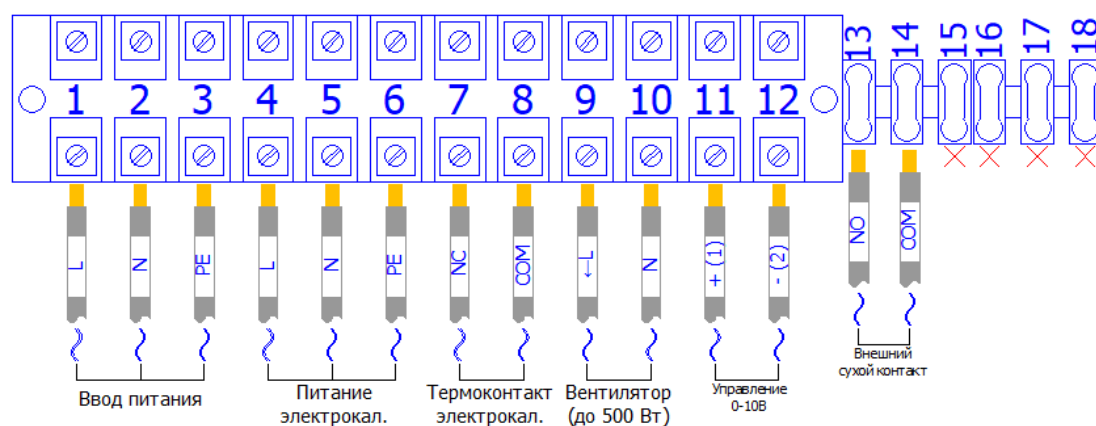 13 14 15 16 17 18
1 2 3 4 5 6 7 8 9 10 11 12
L N PE L N PE NC COM ←L N + (1) - (2) NO COM
Ввод питания
Питание
электрокал.
Термоконтакт
электрокал.
Вентилятор
(до 500 Вт)
Управление
0-10В
Внешний
сухой контакт